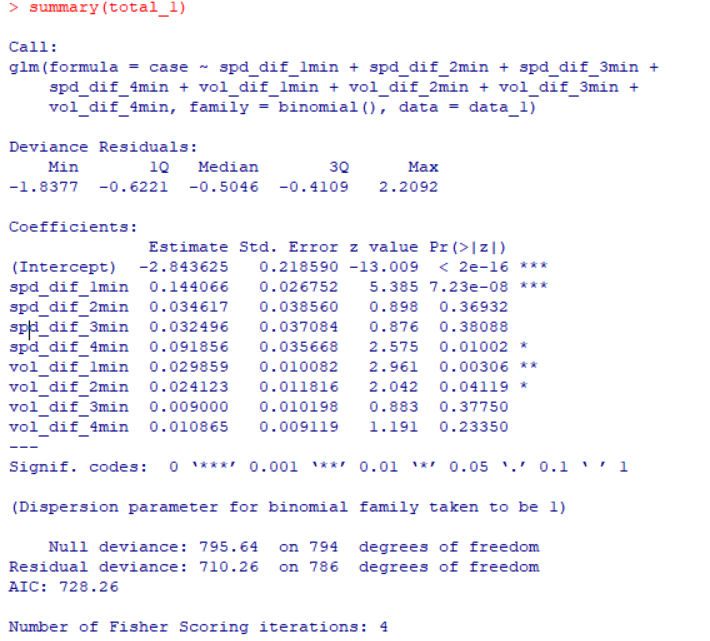 > summary(total_1)
Call:
glm(formula = case ~ spd_dif_1min + spd_dif_2min + spd_dif_3min +
    spd_dif_4min + vol_dif_1min + vol_dif_2min + vol_dif_3min +
    vol_dif_4min, family = binomial(), data = data_1)
Deviance Residuals:
    Min      1Q  Median      3Q     Max
-1.8377 -0.6221 -0.5046 -0.4109  2.2092
Coefficients:
              Estimate Std. Error z value Pr(>|z|)
(Intercept)  -2.843625   0.218590 -13.009  < 2e-16 ***
spd_dif_1min  0.144066   0.026752   5.385 7.23e-08 ***
spd_dif_2min  0.034617   0.038560   0.898  0.36932
spd_dif_3min  0.032496   0.037084   0.876  0.38088
spd_dif_4min  0.091856   0.035668   2.575  0.01002 *
vol_dif_1min  0.029859   0.010082   2.961  0.00306 **
vol_dif_2min  0.024123   0.011816   2.042  0.04119 *
vol_dif_3min  0.009000   0.010198   0.883  0.37750
vol_dif_4min  0.010865   0.009119   1.191  0.23350
---
Signif. codes:  0 ‘***’ 0.001 ‘**’ 0.01 ‘*’ 0.05 ‘.’ 0.1 ‘ ’ 1
(Dispersion parameter for binomial family taken to be 1)
    Null deviance: 795.64  on 794  degrees of freedom
Residual deviance: 710.26  on 786  degrees of freedom
AIC: 728.26
Number of Fisher Scoring iterations: 4